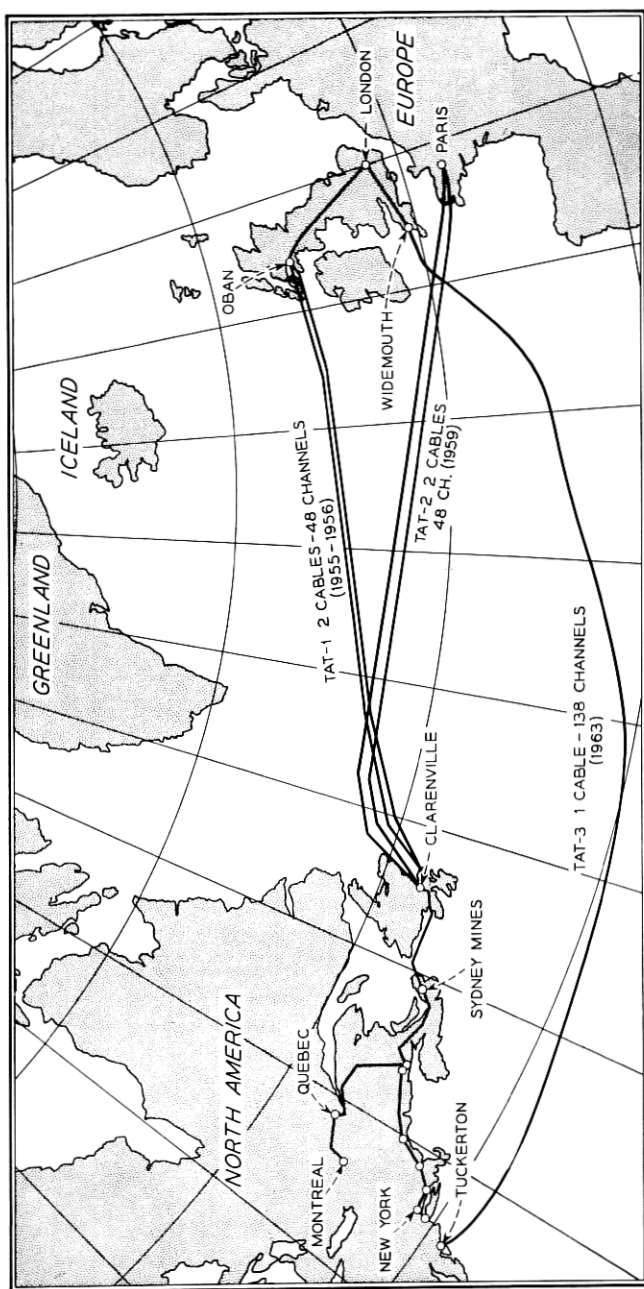 GREENLAND
ICELAND
NORTH AMERICA
EUROPE
QUEBEC
MONTREAL
NEW YORK
TUCKERTON
SYDNEY MINES
CLARENVILLE
OBAN
LONDON
WIDEMOUTH
PARIS
TAT-1 2 CABLES-48 CHANNELS
(1955-1956)
TAT-2 2 CABLES
48 CH. (1959)
TAT-3 1 CABLE-138 CHANNELS
(1963)